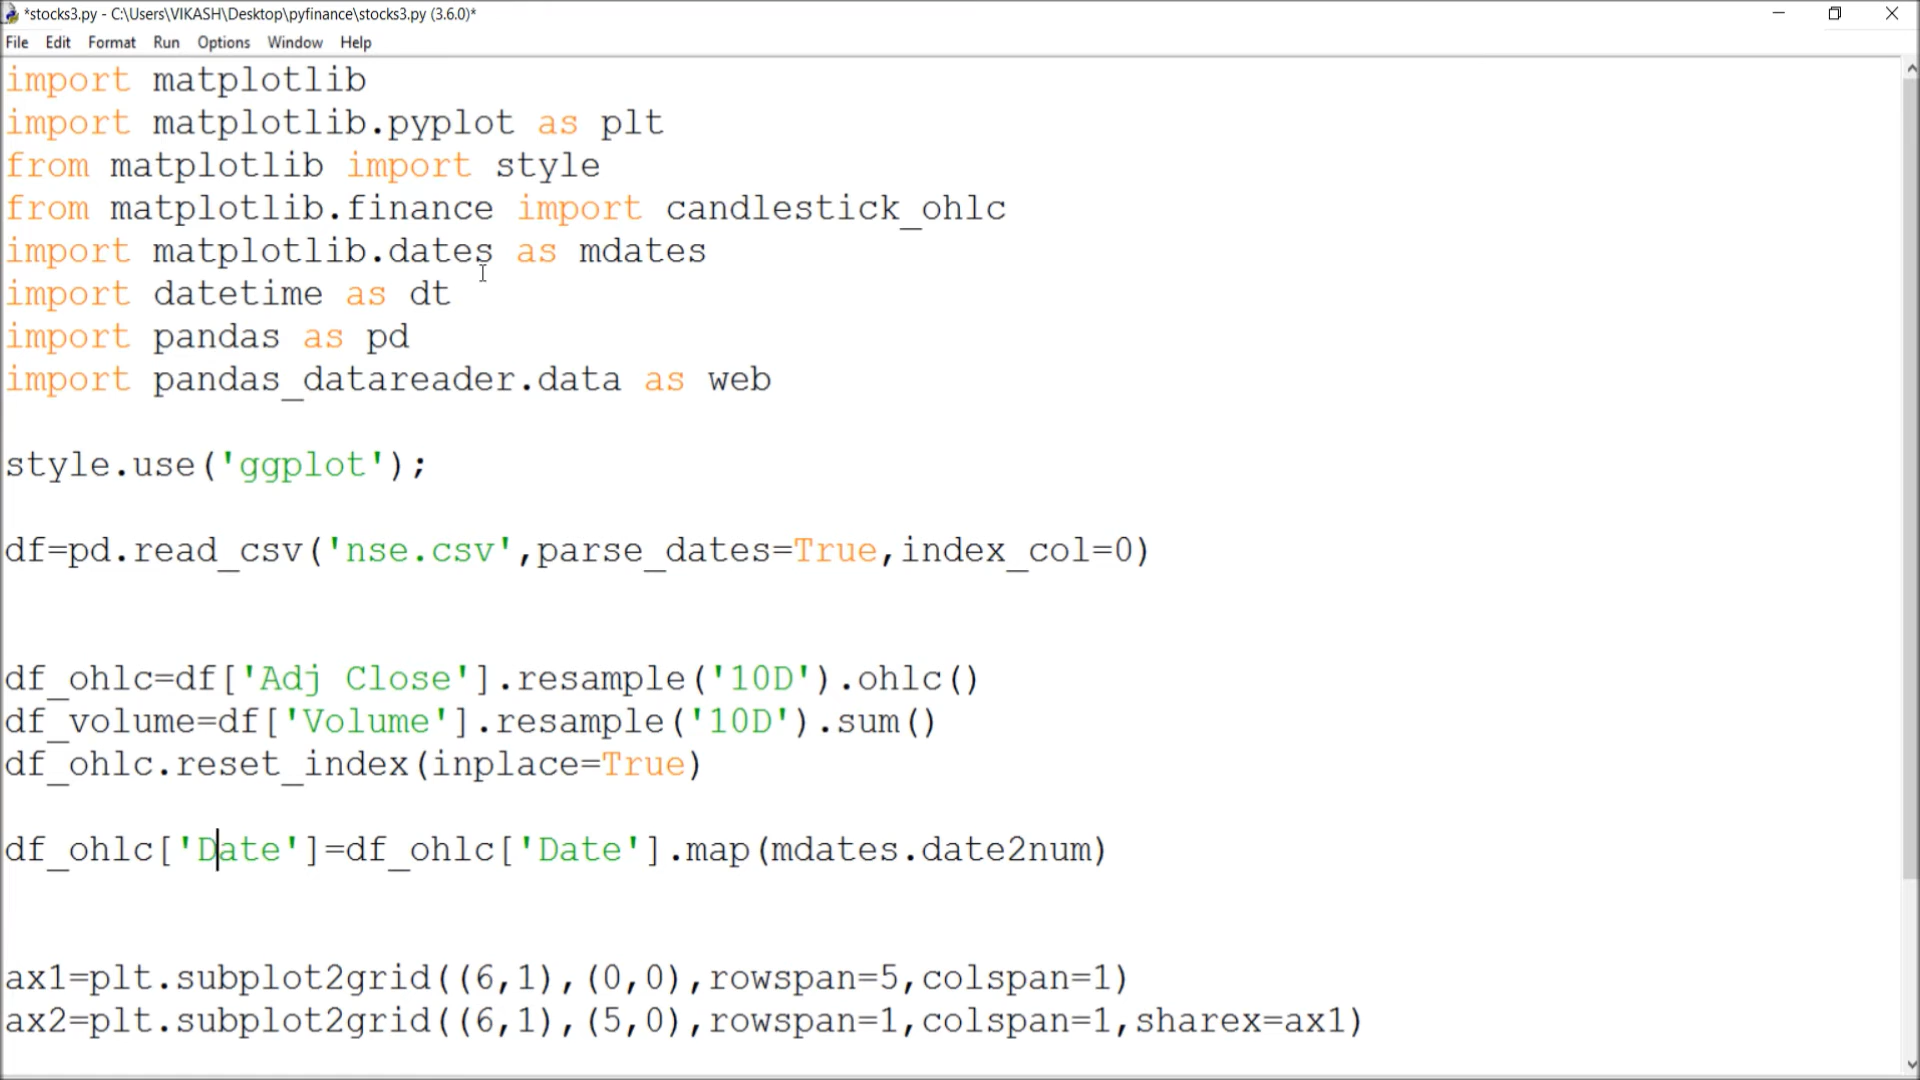 *stocks3.py - C:\Users\VIKASH\Desktop\pyfinance\stocks3.py (3.6.0)*
File Edit Format Run Options Window Help
import matplotlib
import matplotlib.pyplot as plt
from matplotlib import style
from matplotlib.finance import candlestick_ohlc
import matplotlib.dates as mdates
import datetime as dt
import pandas as pd
import pandas_datareader.data as web
style.use('ggplot');
df=pd.read_csv('nse.csv',parse_dates=True,index_col=0)
df_ohlc=df['Adj Close'].resample('10D').ohlc()
df_volume=df['Volume'].resample('10D').sum()
df_ohlc.reset_index(inplace=True)
df_ohlc['Date']=df_ohlc['Date'].map(mdates.date2num)
ax1=plt.subplot2grid((6,1),(0,0),rowspan=5,colspan=1)
ax2=plt.subplot2grid((6,1),(5,0),rowspan=1,colspan=1,sharex=ax1)